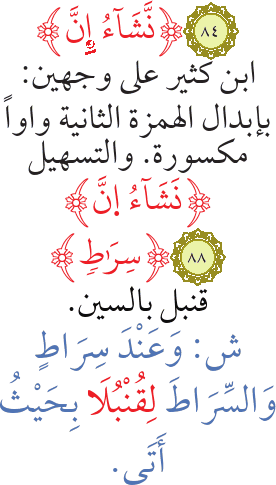 ٨٤ ﴿نَّشَآءُ إِنَّ﴾
ابن كثير على وجهين:
بإبدال الهمزة الثانية واواً
مكسورة. والتسهيل
﴿نَشَآءُ اِنَّ﴾
٨٨ ﴿سِرَٰطِ﴾
قنبل بالسين.
ش: وَعَنْدَ سِرَاطٍ
وَالسِّرَاطَ لِقُنْبُلَا بِحَيْثُ
أَتَى.